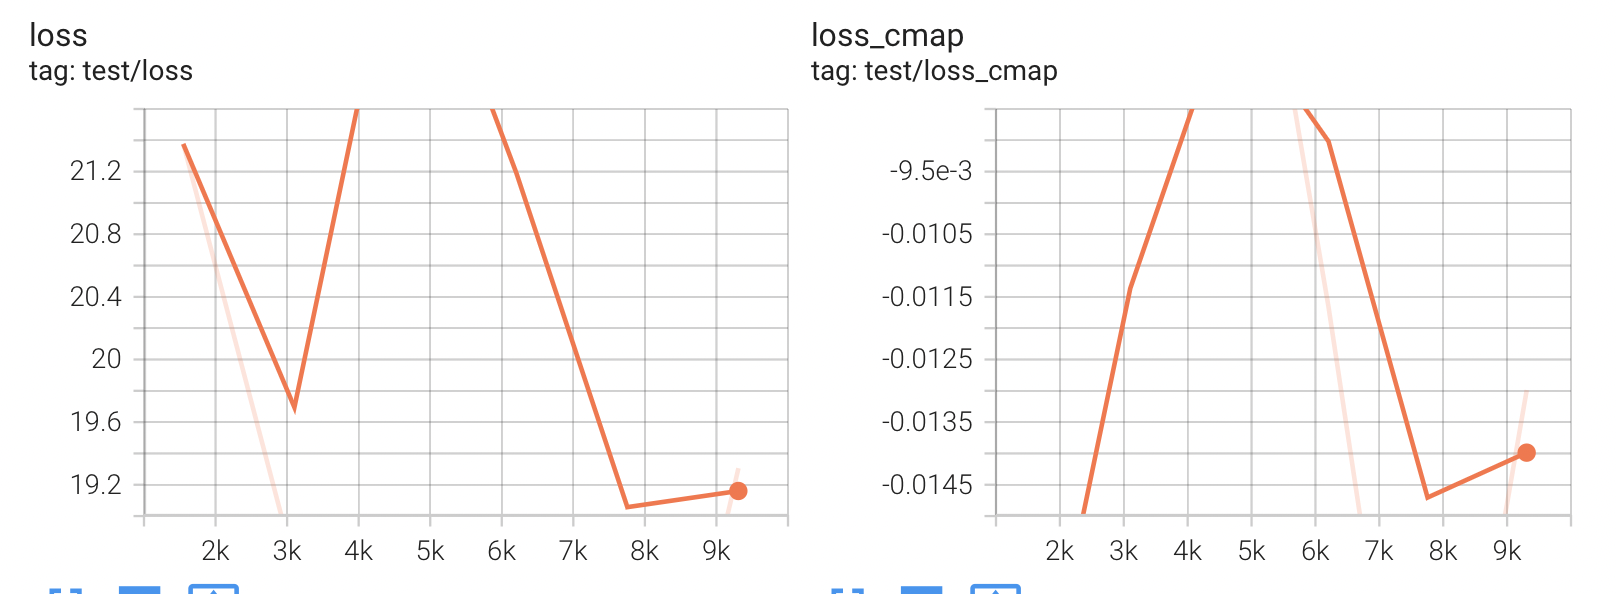 loss
tag: test/loss
21.2
20.8
20.4
20
19.6
19.2
2k 3k 4k 5k 6k 7k 8k 9k
loss_cmap
tag: test/loss_cmap
-9.5e-3
-0.0105
-0.0115
-0.0125
-0.0135
-0.0145
2k 3k 4k 5k 6k 7k 8k 9k